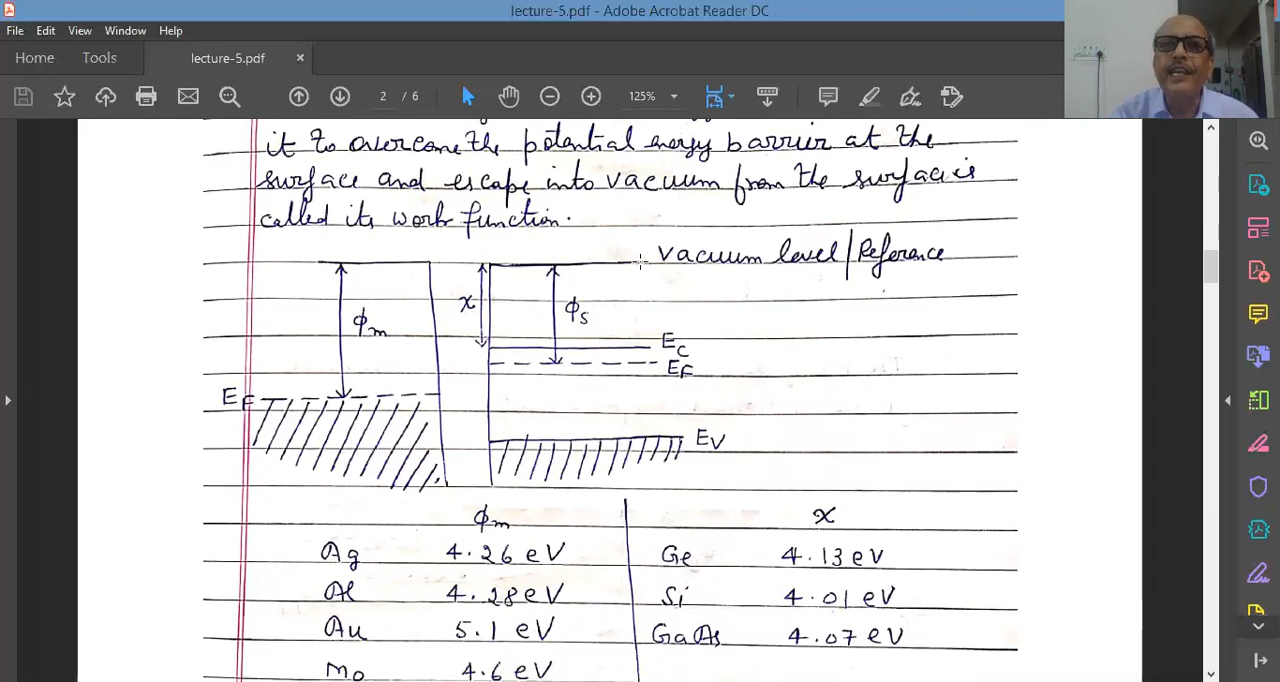 lecture-5.pdf - Adobe Acrobat Reader DC
File Edit View Window Help
Home Tools lecture-5.pdf ×
2 / 6 125%
it to overcome the potential energy barrier at the
surface and escape into vacuum from the surface is
called its work function.
Vacuum level/Reference
ϕm
x
ϕs
Ec
EF
EF
Ev
ϕm x
Ag 4.26 eV Ge 4.13 eV
Al 4.28 eV Si 4.01 eV
Au 5.1 eV GaAs 4.07 eV
Mo 4.6 eV